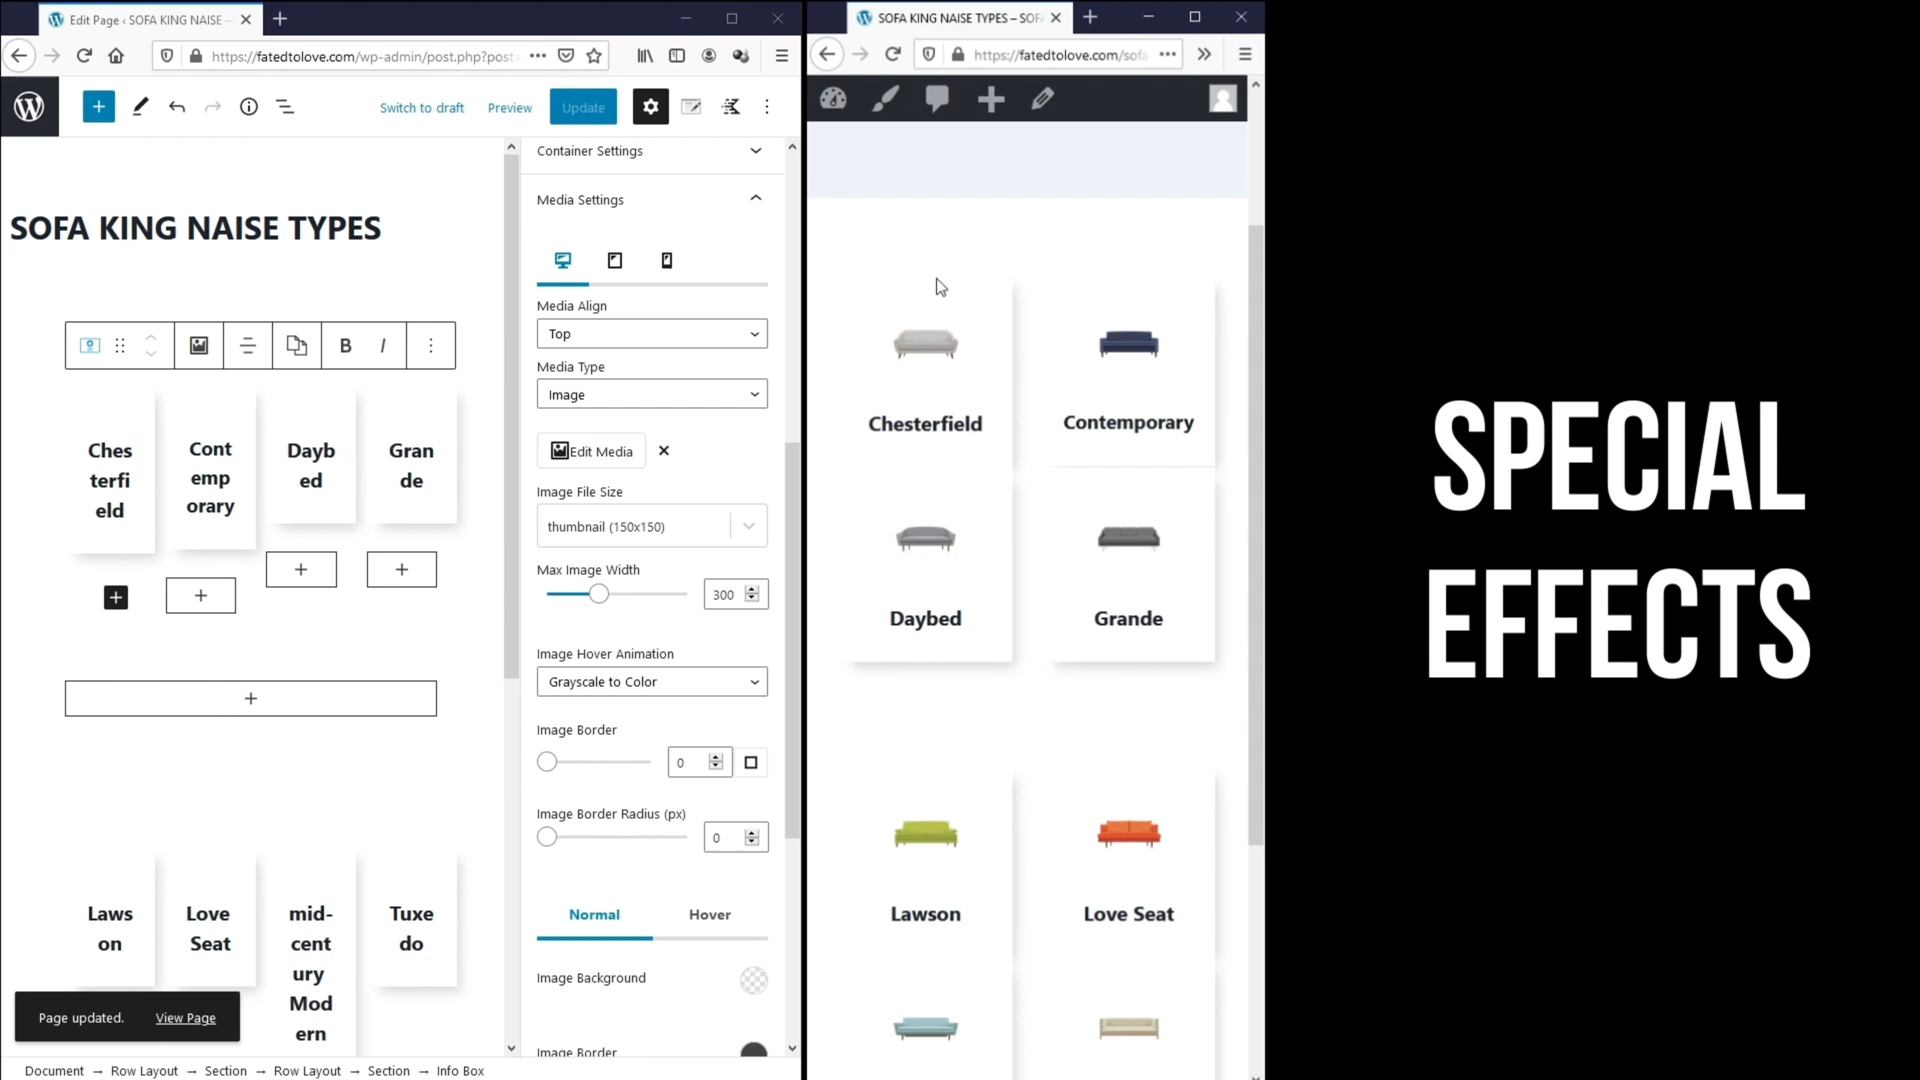 Edit Page ‹ SOFA KING NAISE —
https://fatedtolove.com/wp-admin/post.php?post=
Switch to draft
Preview
Update
SOFA KING NAISE TYPES
B
I
Ches
terfi
eld
Cont
emp
orary
Dayb
ed
Gran
de
Laws
on
Love
Seat
mid-
cent
ury
Mod
ern
Tuxe
do
Page updated.
View Page
Document → Row Layout → Section → Row Layout → Section → Info Box
Container Settings
Media Settings
Media Align
Top
Media Type
Image
Edit Media
Image File Size
thumbnail (150x150)
Max Image Width
300
Image Hover Animation
Grayscale to Color
Image Border
0
Image Border Radius (px)
0
Normal
Hover
Image Background
Image Border
SOFA KING NAISE TYPES – SOF
https://fatedtolove.com/sofa
Chesterfield
Contemporary
Daybed
Grande
Lawson
Love Seat
SPECIAL
EFFECTS